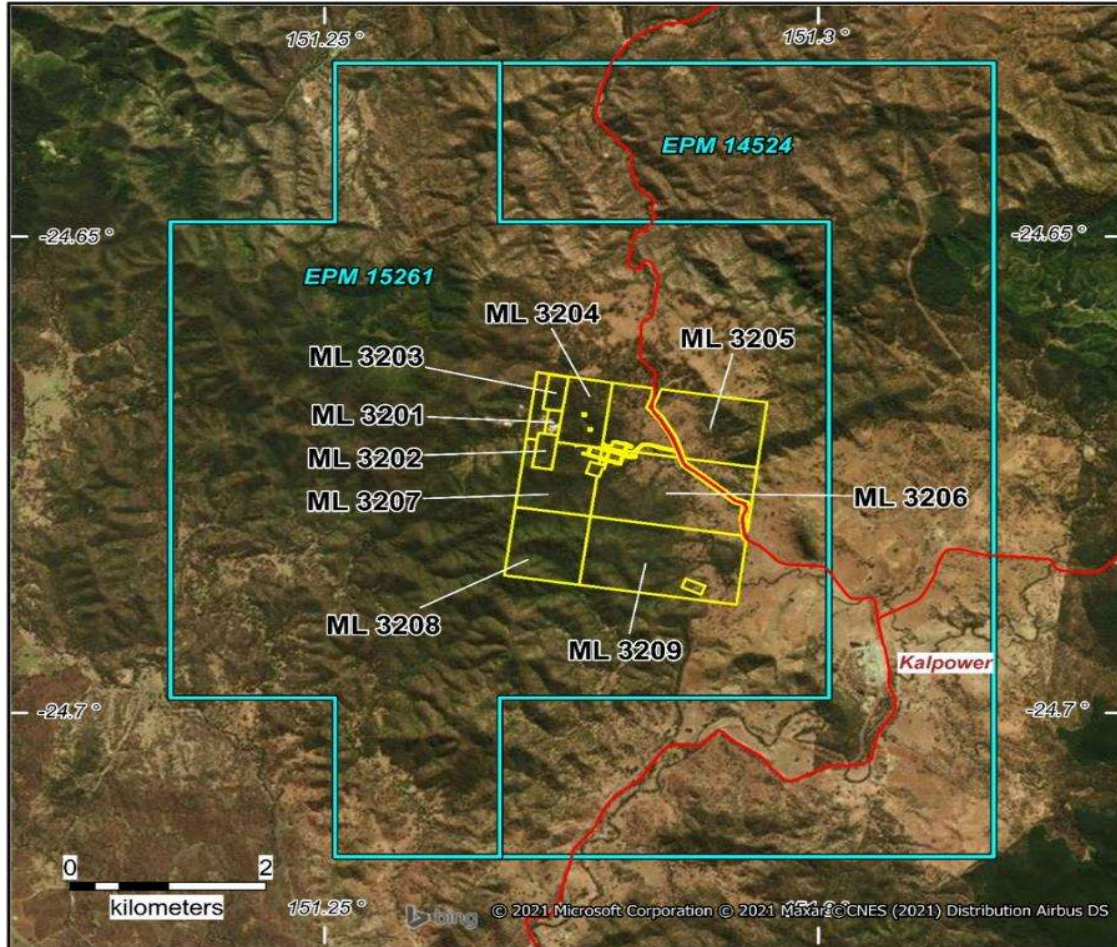 151.25 °
151.3 °
EPM 14524
-24.65 °
-24.65 °
EPM 15261
ML 3204
ML 3205
ML 3203
ML 3201
ML 3202
ML 3207
ML 3206
ML 3208
ML 3209
Kalpower
-24.7 °
-24.7 °
0 2
kilometers
151.25 °
bing © 2021 Microsoft Corporation © 2021 Maxar ©CNES (2021) Distribution Airbus DS